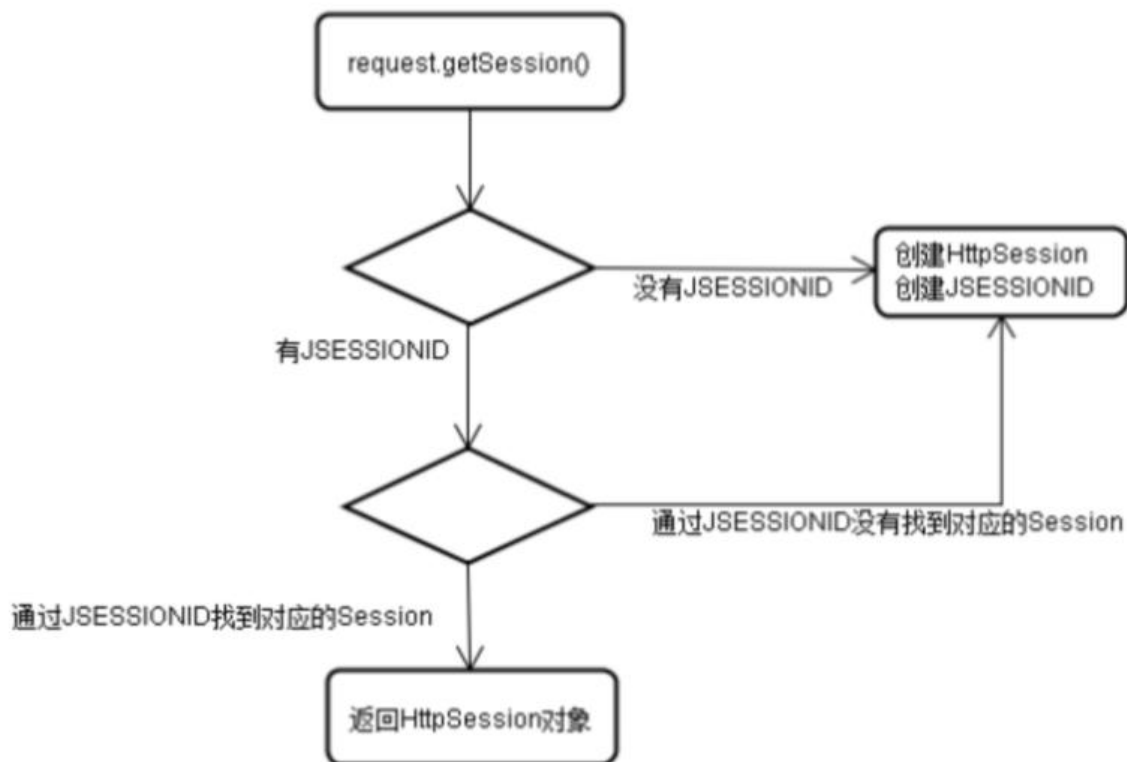 request.getSession()
创建HttpSession
创建JSESSIONID
没有JSESSIONID
有JSESSIONID
通过JSESSIONID没有找到对应的Session
通过JSESSIONID找到对应的Session
返回HttpSession对象